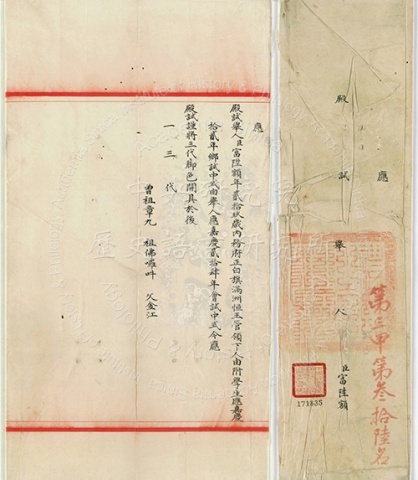 應
殿試舉人
臣富陞額
第三甲第叁拾陸名
171835
應
殿試舉人臣富陞額年貳拾歲內務府正白旗滿洲恒玉管領下人由附學生應嘉慶
拾貳年鄉試中式由舉人應嘉慶貳拾肆年會試中式今應
殿試謹將三代腳色開具於後
一三代
曾祖章九 祖佛 父金江